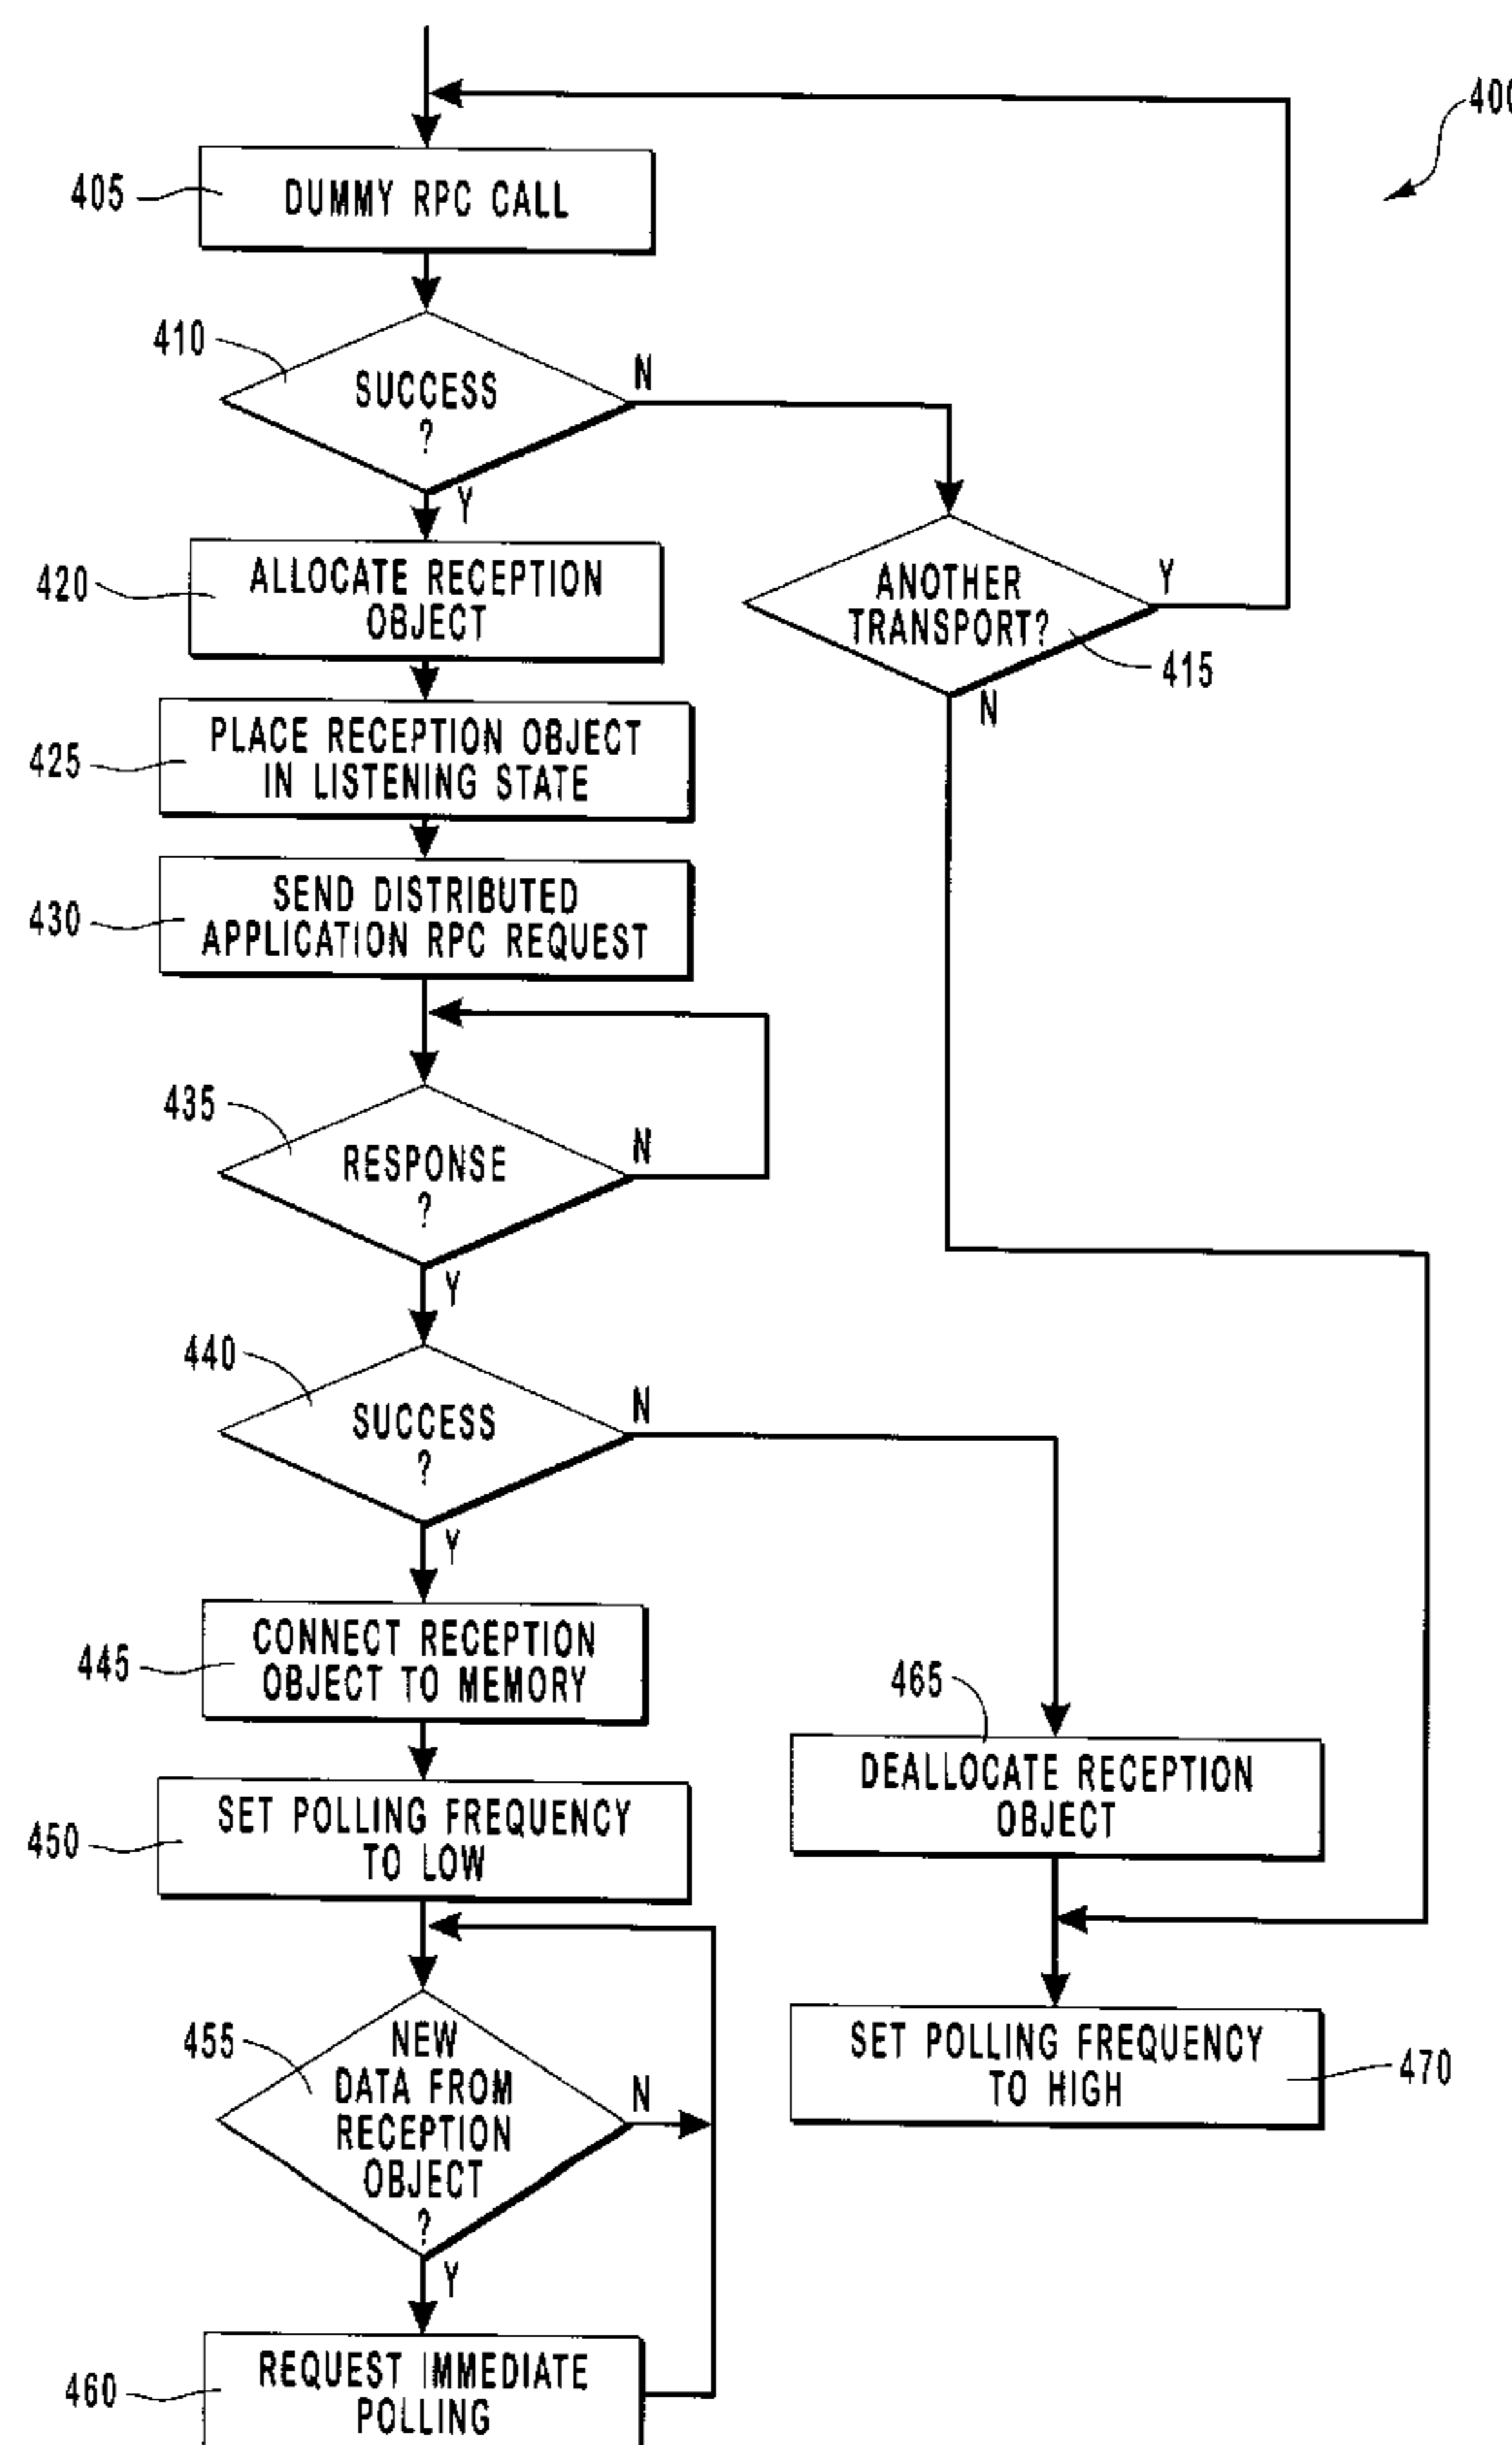 400
405
DUMMY RPC CALL
410
SUCCESS
?
N
Y
420
ALLOCATE RECEPTION
OBJECT
ANOTHER
TRANSPORT?
Y
415
N
425
PLACE RECEPTION OBJECT
IN LISTENING STATE
430
SEND DISTRIBUTED
APPLICATION RPC REQUEST
435
RESPONSE
?
N
Y
440
SUCCESS
?
N
Y
445
CONNECT RECEPTION
OBJECT TO MEMORY
465
DEALLOCATE RECEPTION
OBJECT
450
SET POLLING FREQUENCY
TO LOW
455
NEW
DATA FROM
RECEPTION
OBJECT
?
N
Y
SET POLLING FREQUENCY
TO HIGH
470
460
REQUEST IMMEDIATE
POLLING